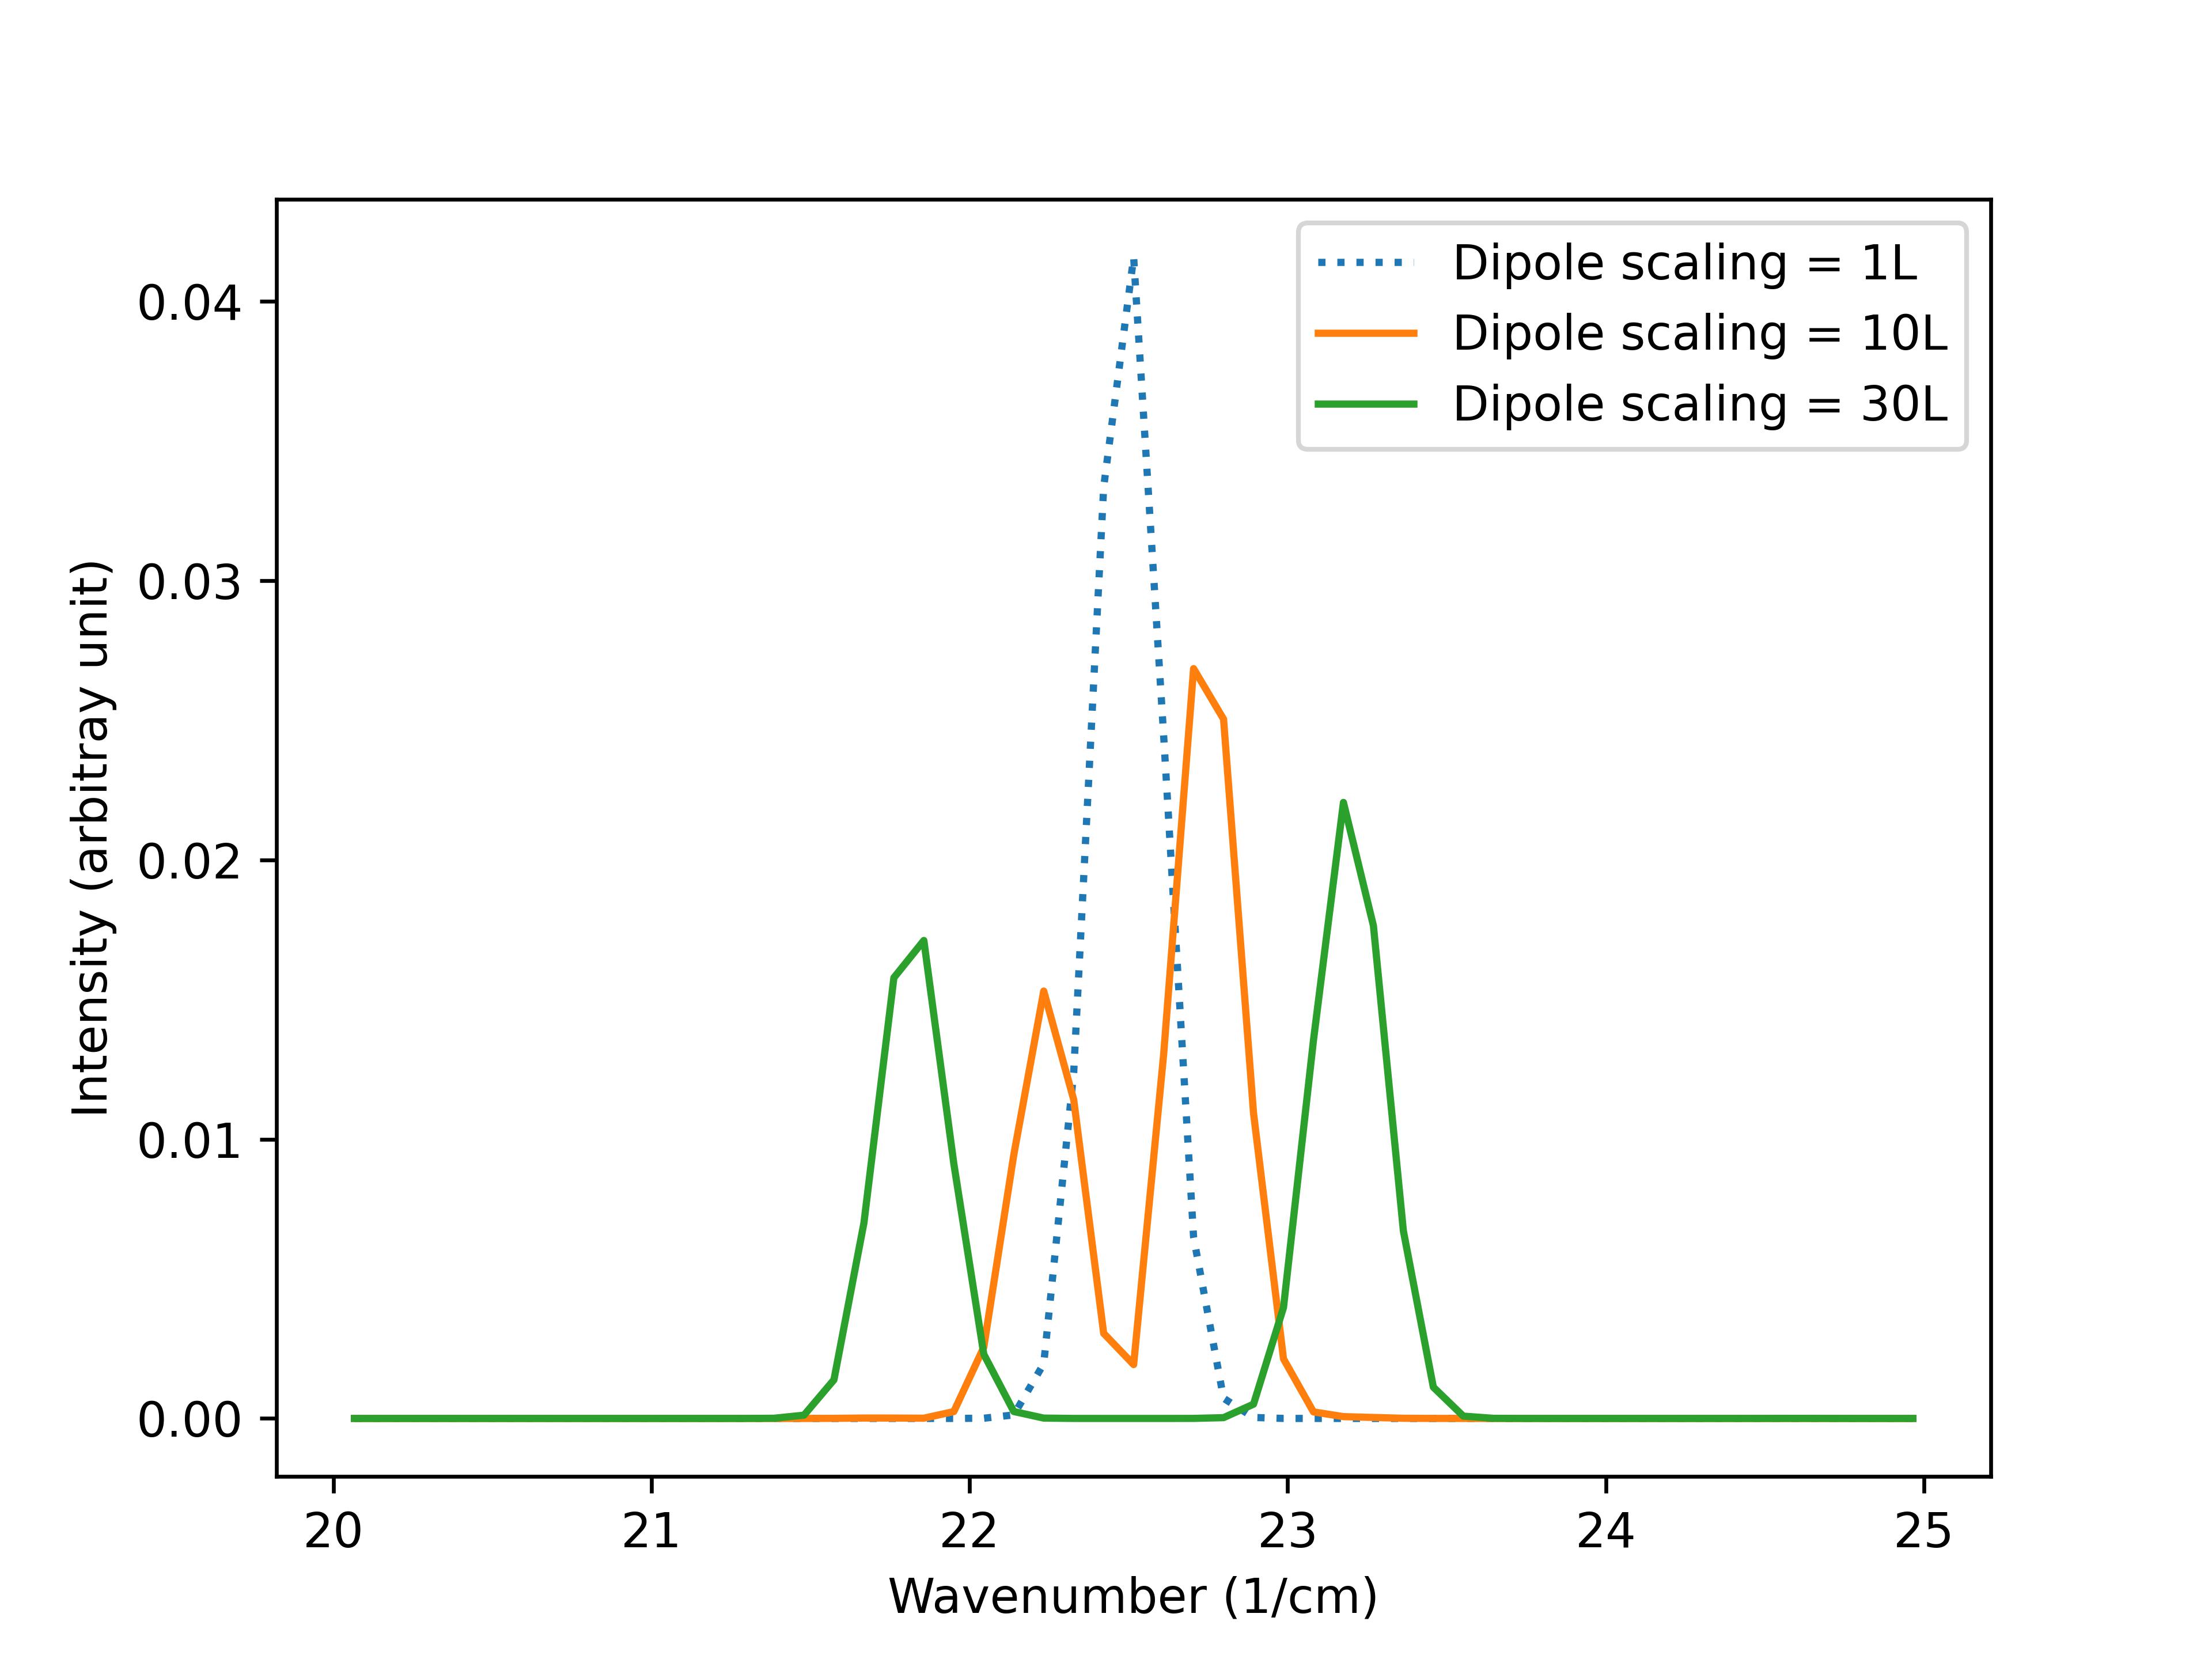 Dipole scaling = 1L
Dipole scaling = 10L
Dipole scaling = 30L
0.04
0.03
0.02
0.01
0.00
Intensity (arbitray unit)
20 21 22 23 24 25
Wavenumber (1/cm)